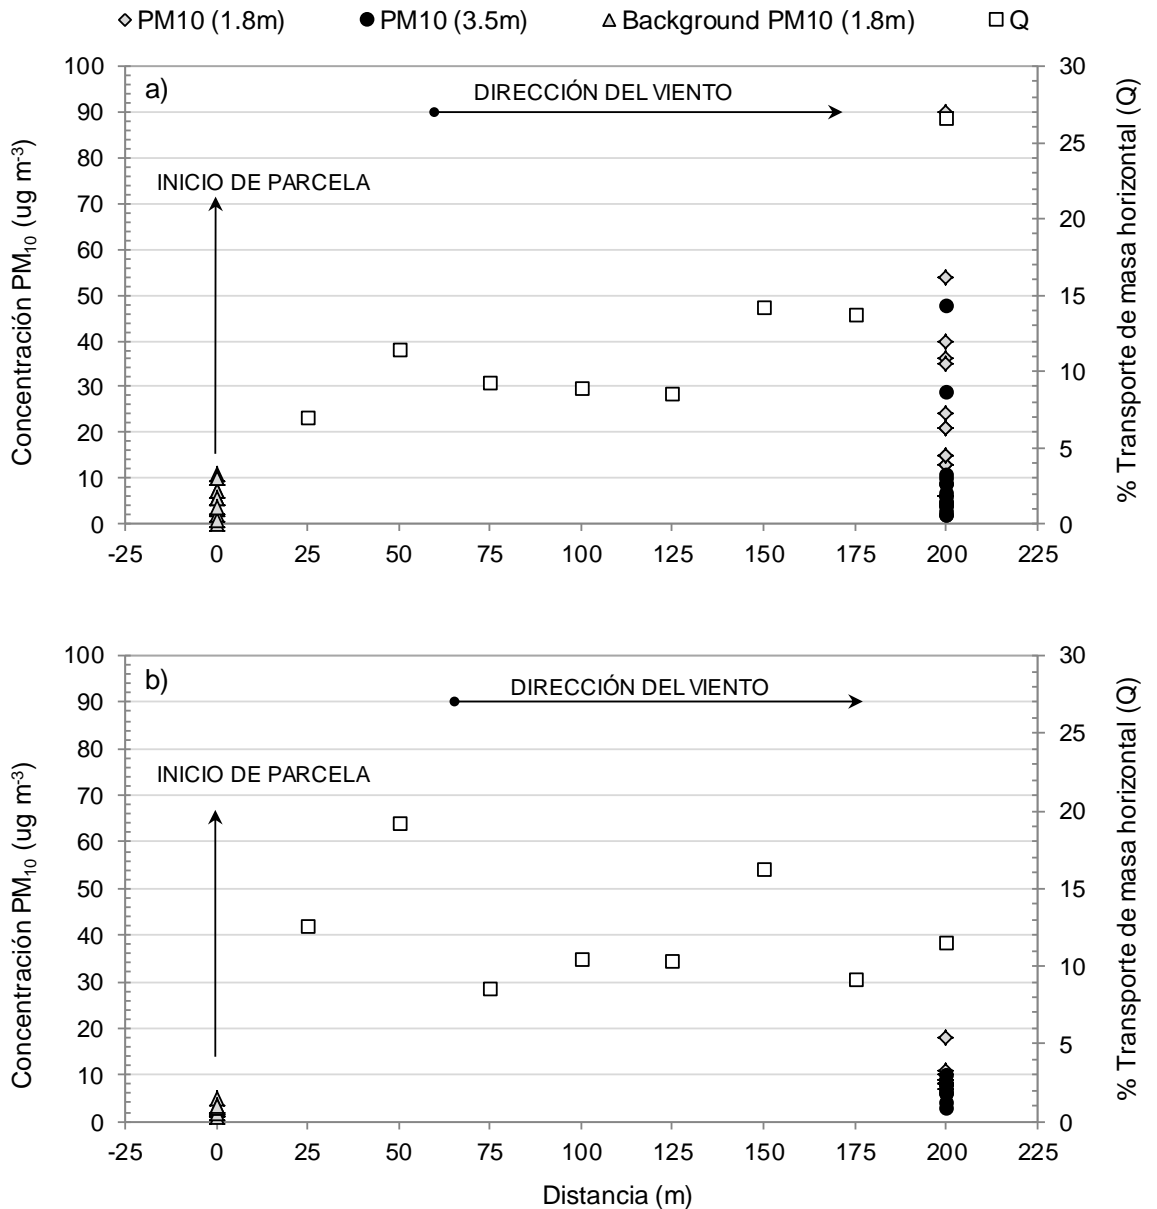 PM10 (1.8m) PM10 (3.5m) Background PM10 (1.8m) Q
a)
DIRECCIÓN DEL VIENTO
INICIO DE PARCELA
Concentración PM10 (ug m-3)
100
90
80
70
60
50
40
30
20
10
0
% Transporte de masa horizontal (Q)
30
25
20
15
10
5
0
-25 0 25 50 75 100 125 150 175 200 225
b)
DIRECCIÓN DEL VIENTO
INICIO DE PARCELA
Concentración PM10 (ug m-3)
100
90
80
70
60
50
40
30
20
10
0
% Transporte de masa horizontal (Q)
30
25
20
15
10
5
0
-25 0 25 50 75 100 125 150 175 200 225
Distancia (m)